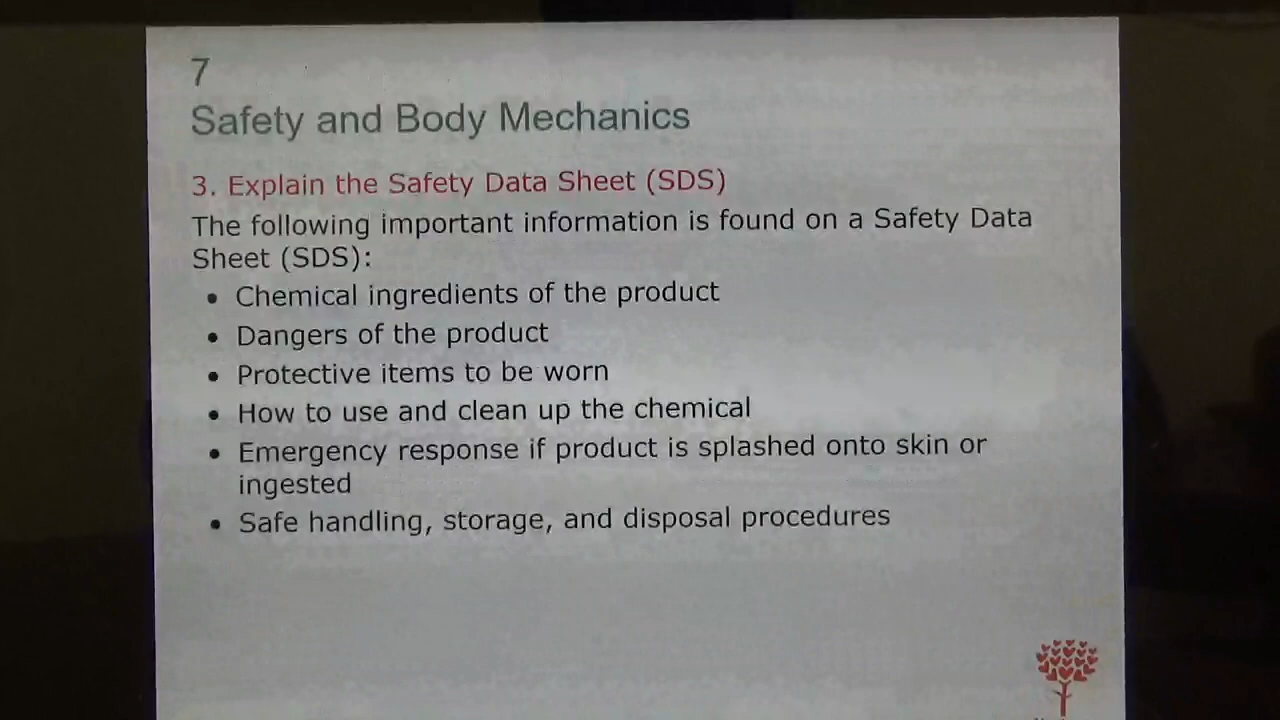 7
Safety and Body Mechanics
3. Explain the Safety Data Sheet (SDS)
The following important information is found on a Safety Data
Sheet (SDS):
• Chemical ingredients of the product
• Dangers of the product
• Protective items to be worn
• How to use and clean up the chemical
• Emergency response if product is splashed onto skin or
ingested
• Safe handling, storage, and disposal procedures